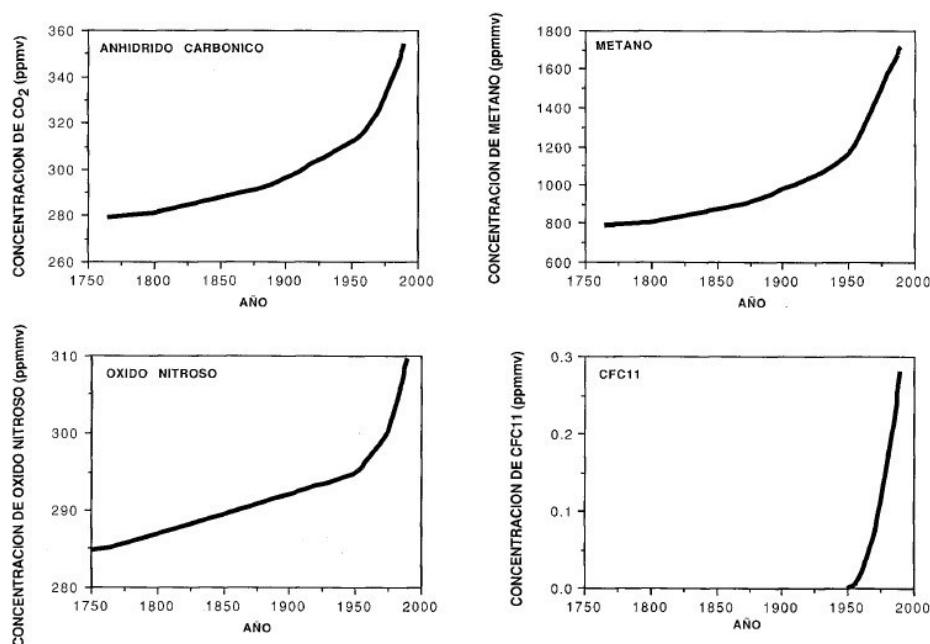 CONCENTRACION DE CO2 (ppmv)
360
340
320
300
280
260
ANHIDRIDO CARBONICO
1750 1800 1850 1900 1950 2000
AÑO
CONCENTRACION DE METANO (ppmmv)
1800
1600
1400
1200
1000
800
600
METANO
1750 1800 1850 1900 1950 2000
AÑO
CONCENTRACION DE OXIDO NITROSO (ppmmv)
310
300
290
280
OXIDO NITROSO
1750 1800 1850 1900 1950 2000
AÑO
CONCENTRACION DE CFC11 (ppmmv)
0.3
0.2
0.1
0.0
CFC11
1750 1800 1850 1900 1950 2000
AÑO